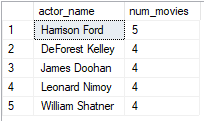 actor_name num_movies
1 Harrison Ford 5
2 DeForest Kelley 4
3 James Doohan 4
4 Leonard Nimoy 4
5 William Shatner 4